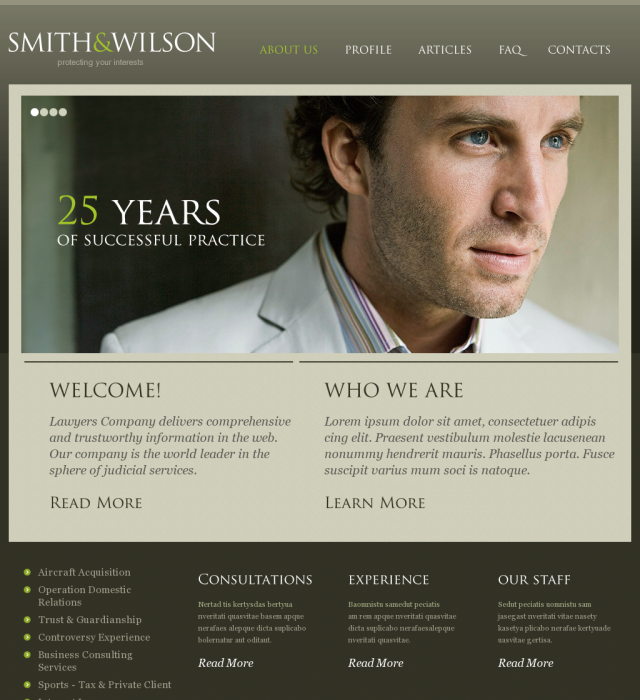 SMITH&WILSON
protecting your interests
ABOUT US
PROFILE
ARTICLES
FAQ
CONTACTS
25 YEARS
OF SUCCESSFUL PRACTICE
WELCOME!
Lawyers Company delivers comprehensive
and trustworthy information in the web.
Our company is the world leader in the
sphere of judicial services.
READ MORE
WHO WE ARE
Lorem ipsum dolor sit amet, consectetuer adipis
cing elit. Praesent vestibulum molestie lacusenean
nonummy hendrerit mauris. Phasellus porta. Fusce
suscipit varius mum soci is natoque.
LEARN MORE
Aircraft Acquisition
Operation Domestic
Relations
Trust & Guardianship
Controversy Experience
Business Consulting
Services
Sports - Tax & Private Client
CONSULTATIONS
Nertad tis kertysdas bertyua
nveritati quasvitae basem apque
nerafaes alepque dicta suplicabo
bolernatur aut oditant.
Read More
EXPERIENCE
Baomnistu samedut peciatis
am rem apque nveritati quasvitae
dicta suplicabo nerafaesalepque
nveritati quasvitae.
Read More
OUR STAFF
Sedut peciatis uomnistu sam
jasegast nveritati vitae nasety
kasetya plicabo nerafae kertynade
uasvitae gertisa.
Read More